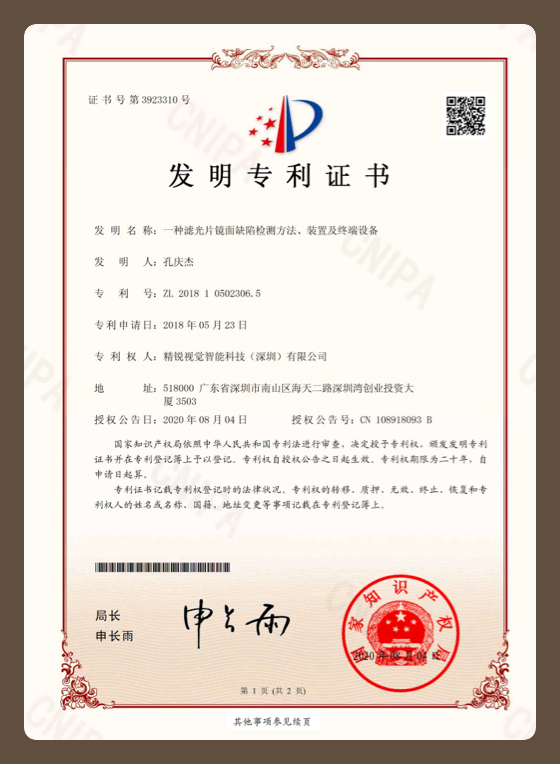 证书号第3923310号
发明专利证书
发明名称：一种滤光片镜面缺陷检测方法、装置及终端设备
发明人：孔庆杰
专利号：ZL 2018 1 0502306.5
专利申请日：2018年05月23日
专利权人：精锐视觉智能科技（深圳）有限公司
地址：518000 广东省深圳市南山区海天二路深圳湾创业投资大
厦3503
授权公告日：2020年08月04日 授权公告号：CN 108918093 B
国家知识产权局依照中华人民共和国专利法进行审查，决定授予专利权，颁发发明专利
证书并在专利登记簿上予以登记。专利权自授权公告之日起生效。专利权期限为二十年，自
申请日起算。
专利证书记载专利权登记时的法律状况。专利权的转移、质押、无效、终止、恢复和专
利权人的姓名或名称、国籍、地址变更等事项记载在专利登记簿上。
局长
申长雨
申长雨
国家知识产权局
2020年08月04日
第 1 页 (共 2 页)
其他事项参见续页
CNIPA
CNIPA
CNIPA